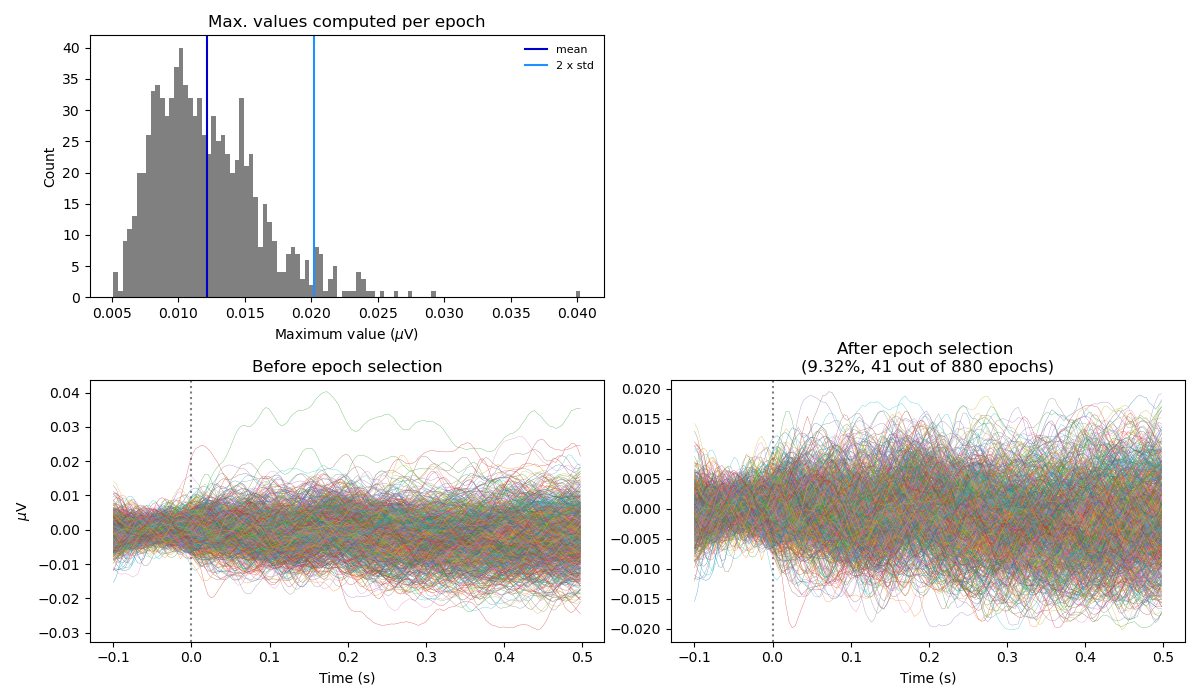 Max. values computed per epoch
Count
40
35
30
25
20
15
10
5
0
mean
2 x std
0.005 0.010 0.015 0.020 0.025 0.030 0.035 0.040
Maximum value (μV)
Before epoch selection
μV
0.04
0.03
0.02
0.01
0.00
−0.01
−0.02
−0.03
−0.1 0.0 0.1 0.2 0.3 0.4 0.5
Time (s)
After epoch selection
(9.32%, 41 out of 880 epochs)
0.020
0.015
0.010
0.005
0.000
−0.005
−0.010
−0.015
−0.020
−0.1 0.0 0.1 0.2 0.3 0.4 0.5
Time (s)